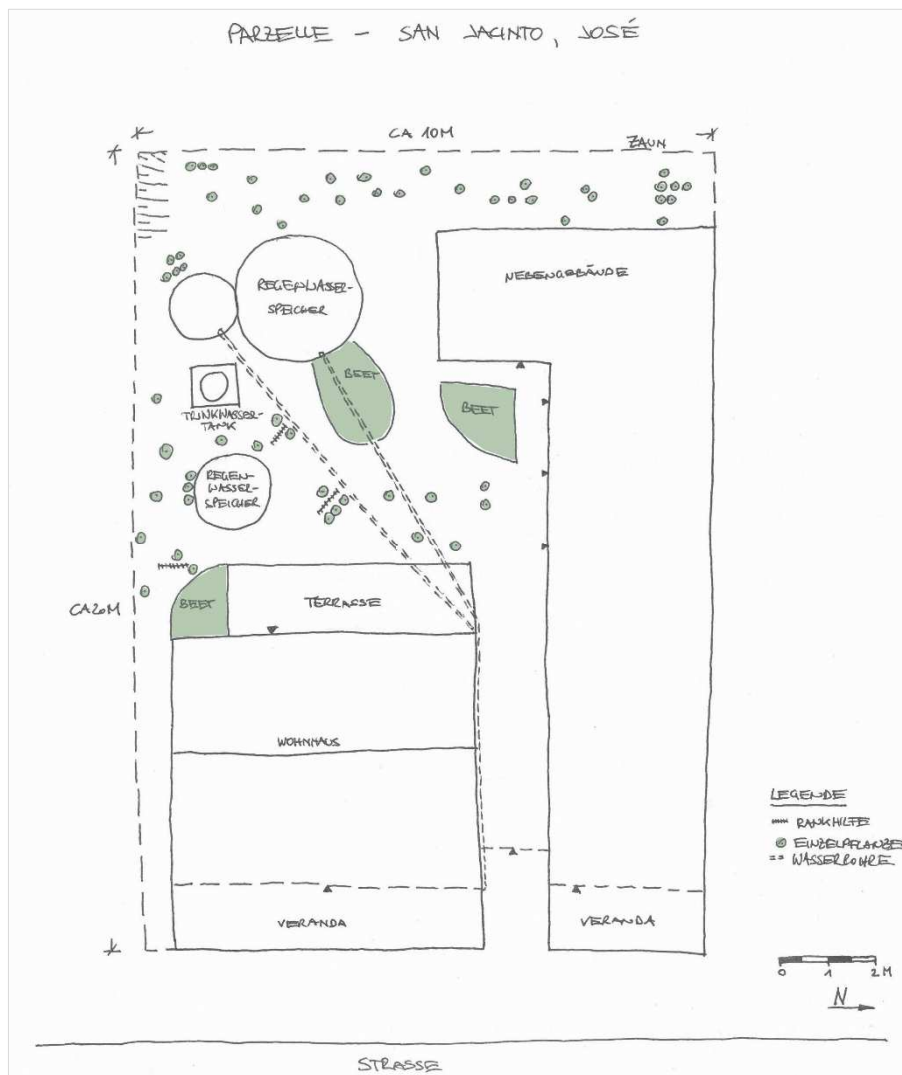 PARZELLE – SAN JACINTO, JOSÉ
CA 10M
ZAUN
NEBENGEBÄUDE
REGENWASSER-
SPEICHER
BEET
BEET
TRINKWASSER-
TANK
REGEN-
WASSER-
SPEICHER
BEET
TERRASSE
CA 20M
WOHNHAUS
LEGENDE
RANKHILFE
EINZELPFLANZE
WASSERROHRE
VERANDA
VERANDA
0 1 2M
N
STRASSE